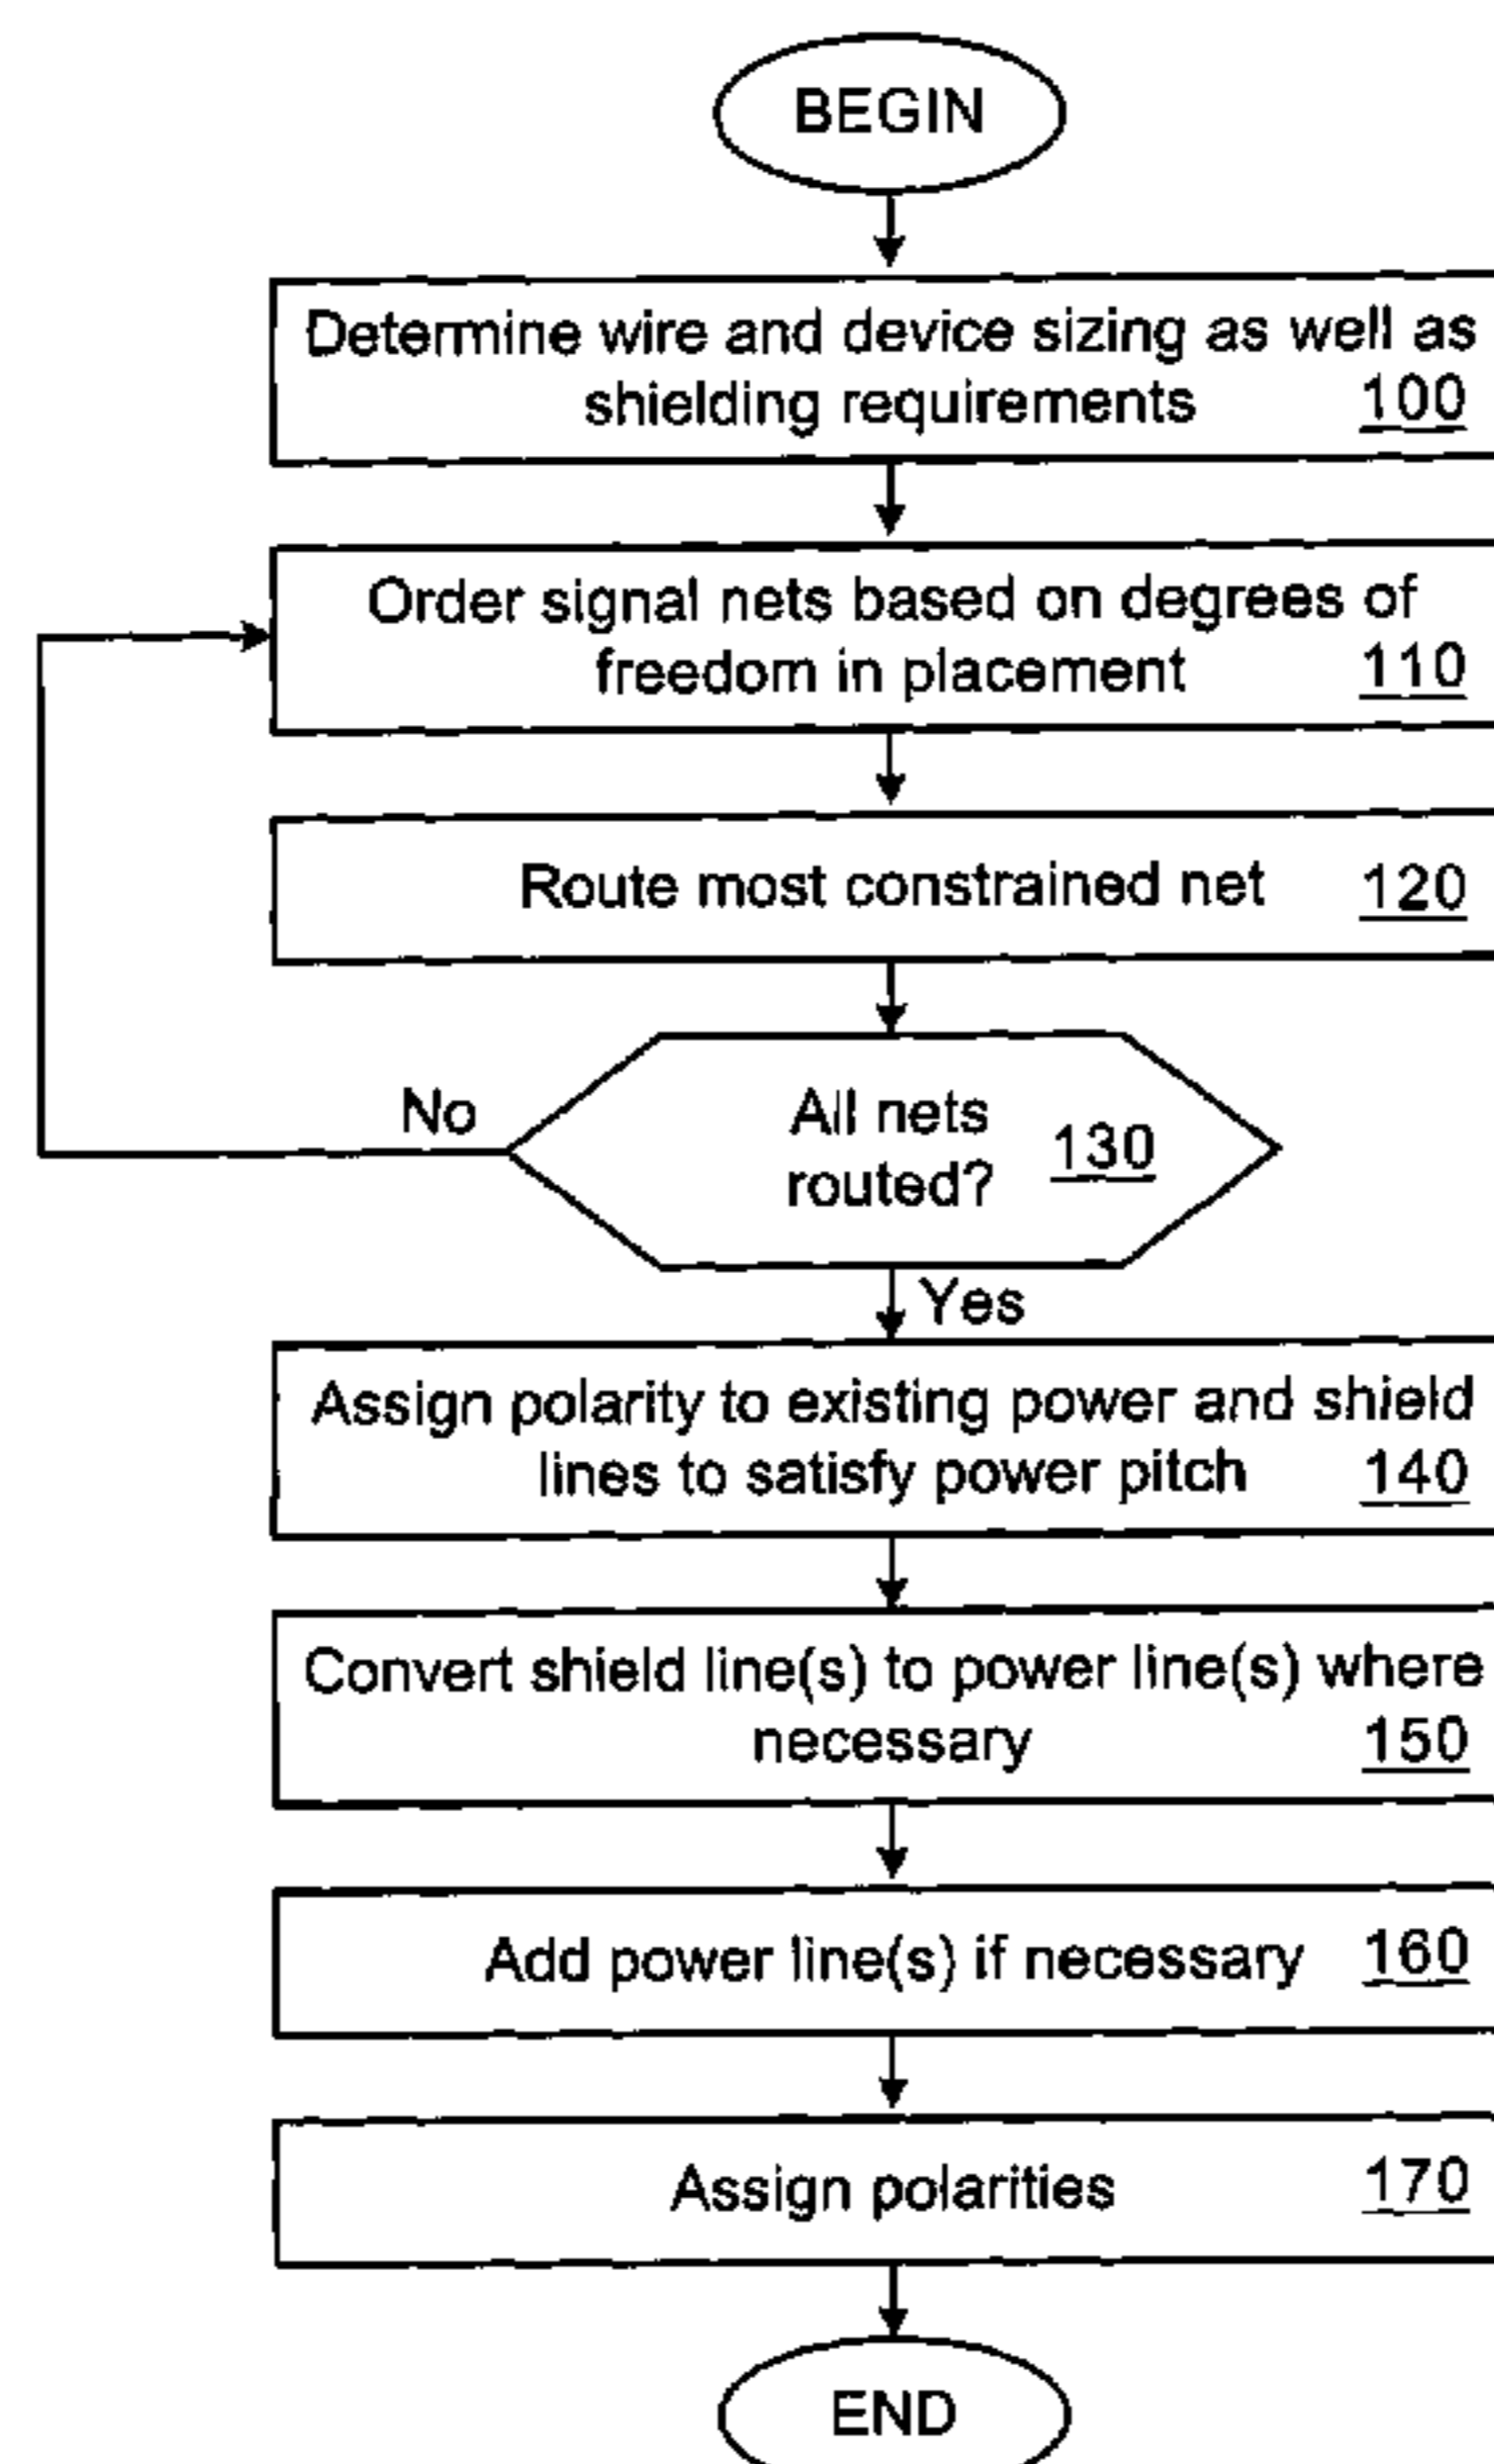 BEGIN
Determine wire and device sizing as well as
shielding requirements 100
Order signal nets based on degrees of
freedom in placement 110
Route most constrained net 120
No
All nets
routed? 130
Yes
Assign polarity to existing power and shield
lines to satisfy power pitch 140
Convert shield line(s) to power line(s) where
necessary 150
Add power line(s) if necessary 160
Assign polarities 170
END